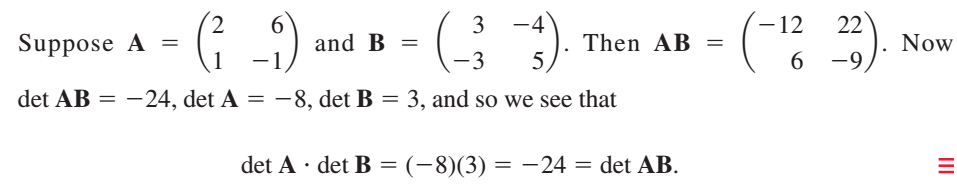 Suppose A = (2 6
1 −1) and B = (3 −4
−3 5). Then AB = (−12 22
6 −9). Now
det AB = −24, det A = −8, det B = 3, and so we see that
det A · det B = (−8)(3) = −24 = det AB.